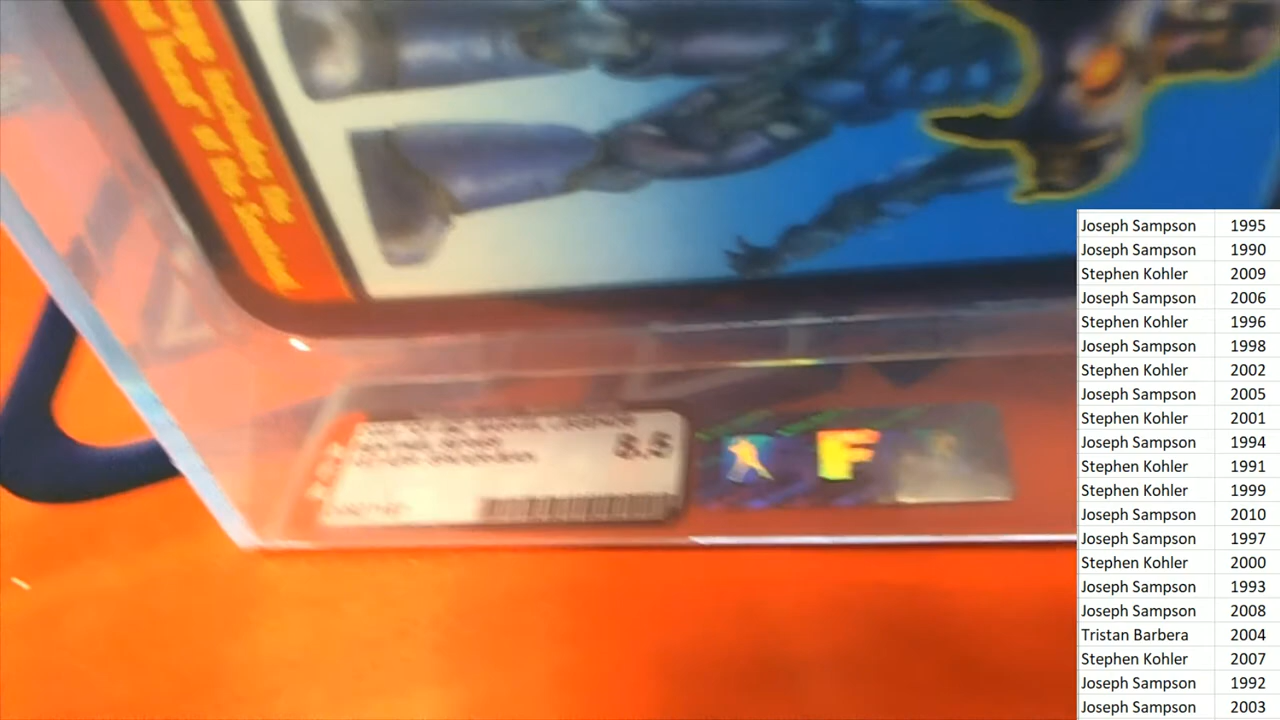 8.5
F
Joseph Sampson 1995
Joseph Sampson 1990
Stephen Kohler 2009
Joseph Sampson 2006
Stephen Kohler 1996
Joseph Sampson 1998
Stephen Kohler 2002
Joseph Sampson 2005
Stephen Kohler 2001
Joseph Sampson 1994
Stephen Kohler 1991
Stephen Kohler 1999
Joseph Sampson 2010
Joseph Sampson 1997
Stephen Kohler 2000
Joseph Sampson 1993
Joseph Sampson 2008
Tristan Barbera 2004
Stephen Kohler 2007
Joseph Sampson 1992
Joseph Sampson 2003